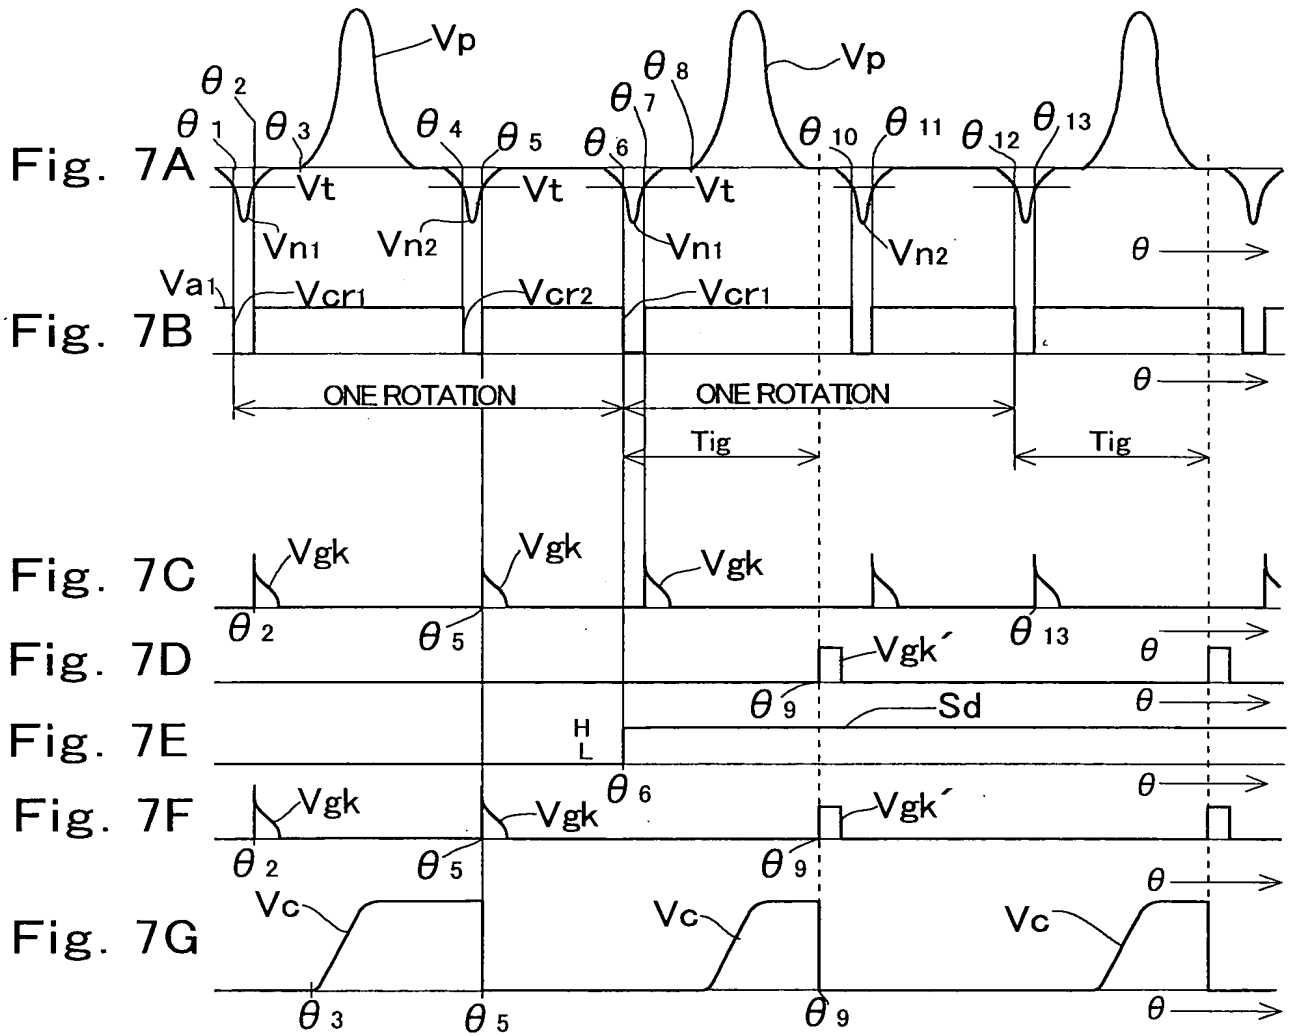 Vp Vp
θ2 θ8
θ1 θ3 θ4 θ5 θ6 θ7 θ10 θ11 θ12 θ13
Fig. 7A Vt Vt Vt
Vn1 Vn2 Vn1 Vn2 θ
Va1 Vcr1 Vcr2 Vcr1
Fig. 7B
θ
ONE ROTATION ONE ROTATION
Tig Tig
Fig. 7C Vgk Vgk Vgk
θ2 θ5 θ13
θ
Fig. 7D Vgk´
θ9 θ
Fig. 7E H Sd
L
θ6 θ
Fig. 7F Vgk Vgk Vgk´
θ2 θ5 θ9
θ
Fig. 7G Vc Vc Vc
θ3 θ5 θ9 θ